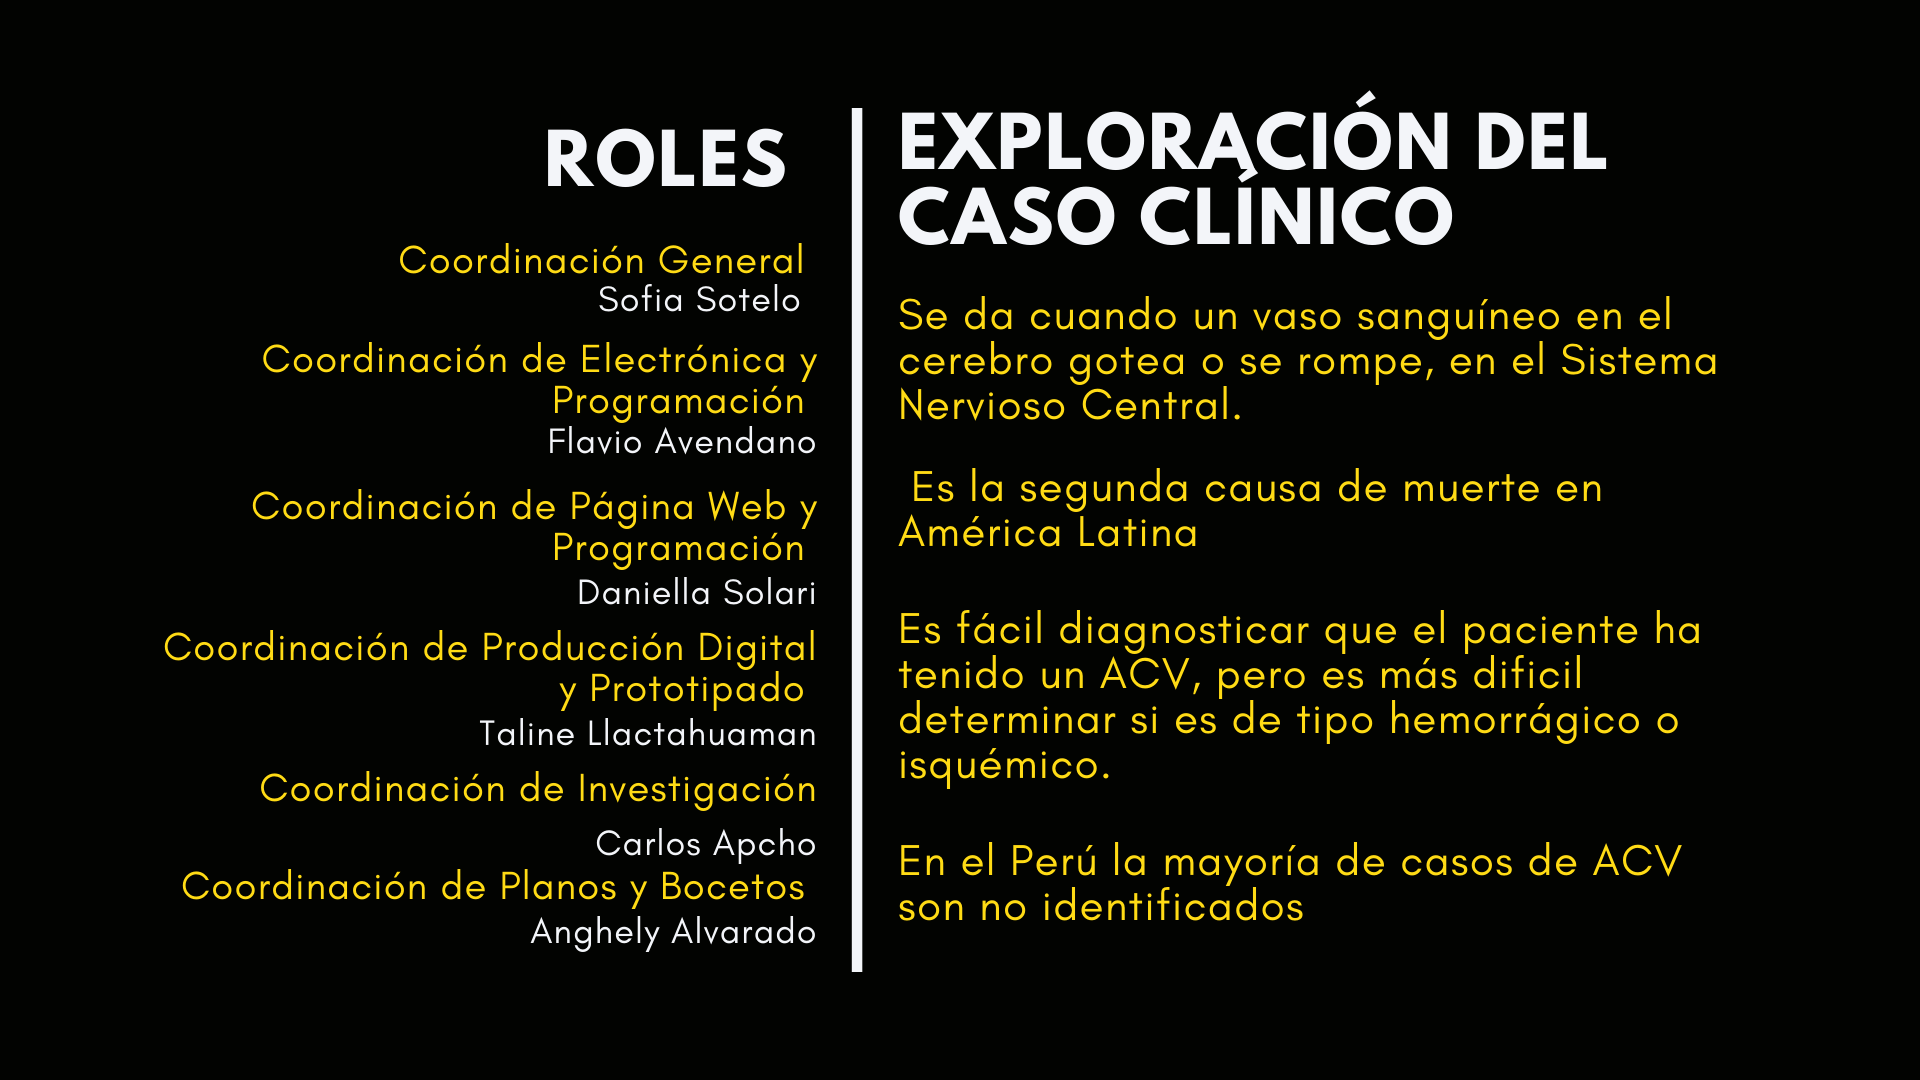 ROLES
Coordinación General
Sofia Sotelo
Coordinación de Electrónica y
Programación
Flavio Avendano
Coordinación de Página Web y
Programación
Daniella Solari
Coordinación de Producción Digital
y Prototipado
Taline Llactahuaman
Coordinación de Investigación
Carlos Apcho
Coordinación de Planos y Bocetos
Anghely Alvarado
EXPLORACIÓN DEL
CASO CLÍNICO
Se da cuando un vaso sanguíneo en el
cerebro gotea o se rompe, en el Sistema
Nervioso Central.
Es la segunda causa de muerte en
América Latina
Es fácil diagnosticar que el paciente ha
tenido un ACV, pero es más dificil
determinar si es de tipo hemorrágico o
isquémico.
En el Perú la mayoría de casos de ACV
son no identificados